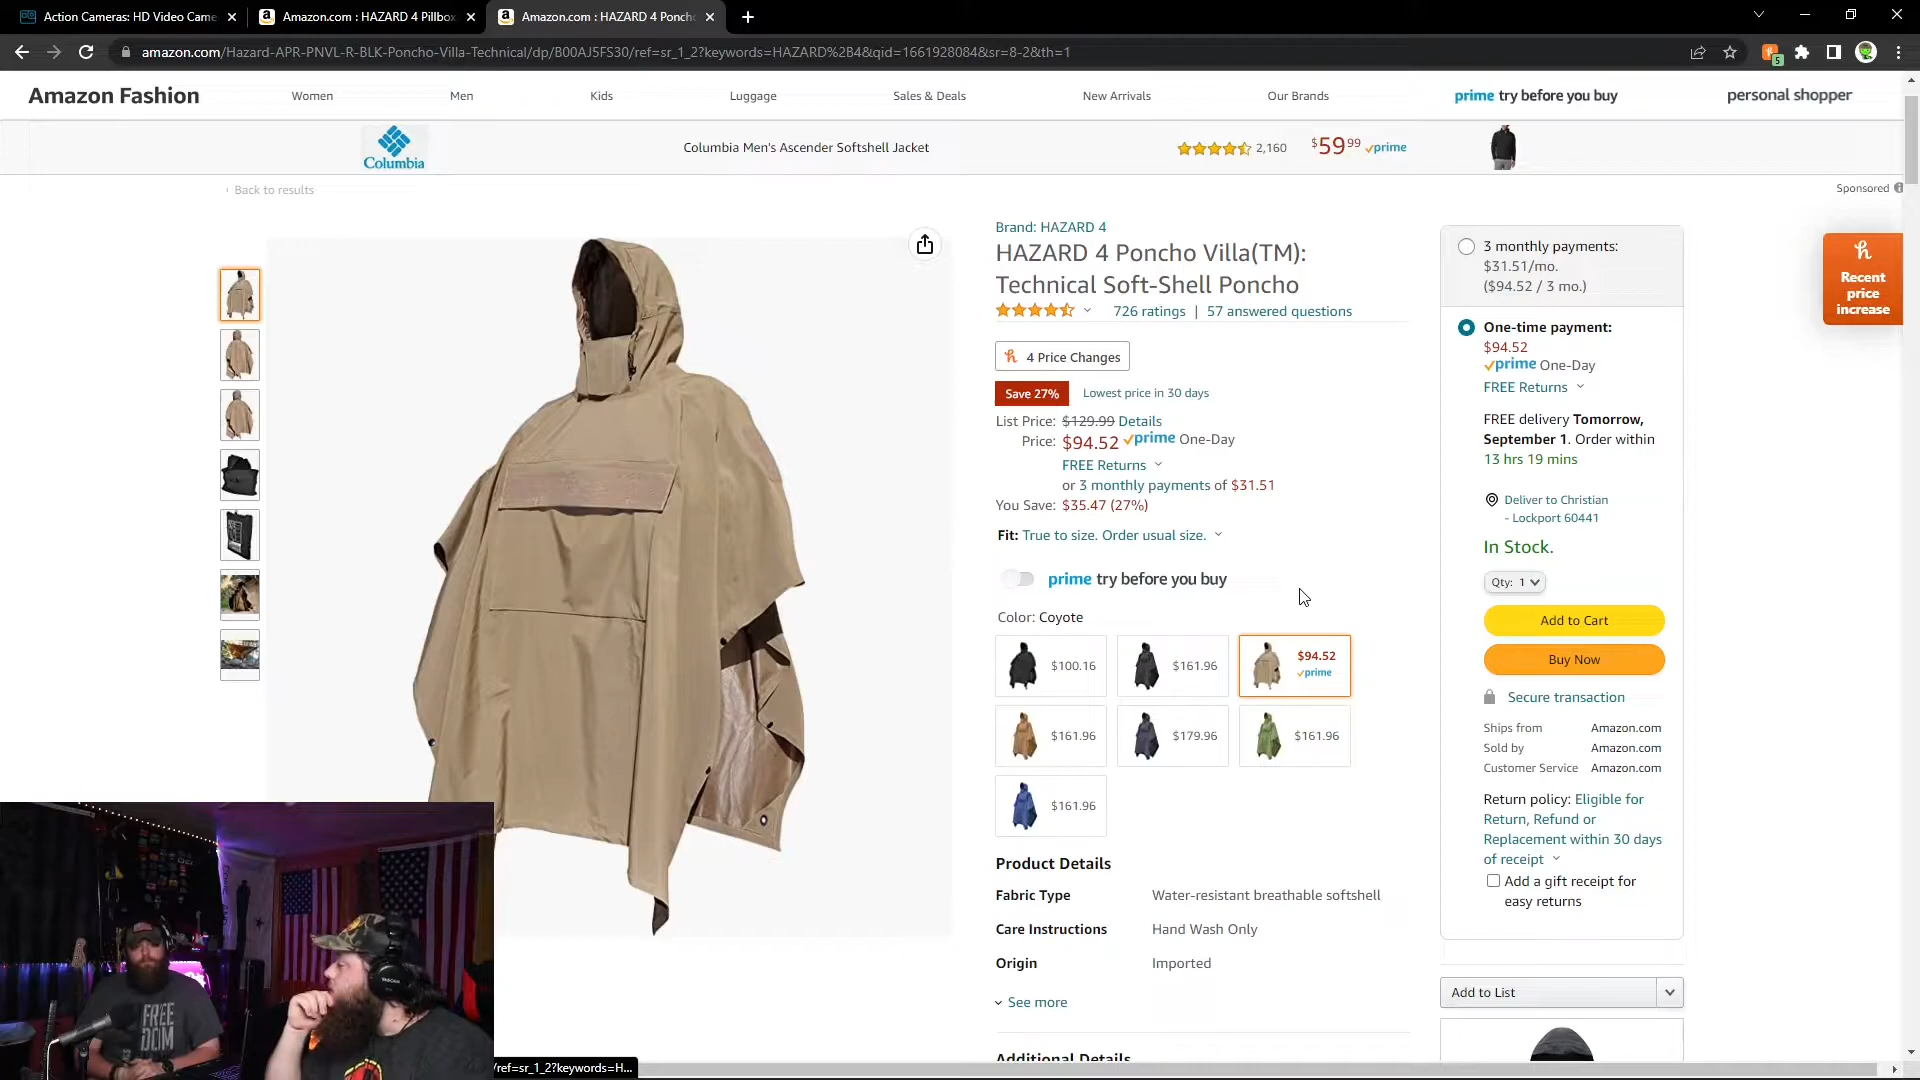 Action Cameras: HD Video Came
Amazon.com : HAZARD 4 Pillbox
Amazon.com : HAZARD 4 Poncho
amazon.com/Hazard-APR-PNVL-R-BLK-Poncho-Villa-Technical/dp/B00AJ5FS30/ref=sr_1_2?keywords=HAZARD%2B4&qid=1661928084&sr=8-2&th=1
5
Amazon Fashion
Women
Men
Kids
Luggage
Sales & Deals
New Arrivals
Our Brands
prime try before you buy
personal shopper
Columbia
Columbia Men's Ascender Softshell Jacket
2,160
$59 99 prime
‹ Back to results
Sponsored
Brand: HAZARD 4
HAZARD 4 Poncho Villa(TM):
Technical Soft-Shell Poncho
726 ratings | 57 answered questions
4 Price Changes
Save 27% Lowest price in 30 days
List Price: $129.99 Details
Price: $94.52 prime One-Day
FREE Returns
or 3 monthly payments of $31.51
You Save: $35.47 (27%)
Fit: True to size. Order usual size.
prime try before you buy
Color: Coyote
$100.16
$161.96
$94.52
prime
$161.96
$179.96
$161.96
$161.96
Product Details
Fabric Type Water-resistant breathable softshell
Care Instructions Hand Wash Only
Origin Imported
See more
Additional Details
3 monthly payments:
$31.51/mo.
($94.52 / 3 mo.)
One-time payment:
$94.52
prime One-Day
FREE Returns
FREE delivery Tomorrow,
September 1. Order within
13 hrs 19 mins
Deliver to Christian
- Lockport 60441
In Stock.
Qty: 1
Add to Cart
Buy Now
Secure transaction
Ships from Amazon.com
Sold by Amazon.com
Customer Service Amazon.com
Return policy: Eligible for
Return, Refund or
Replacement within 30 days
of receipt
Add a gift receipt for
easy returns
Add to List
Recent
price
increase
FREE
DOM
/ref=sr_1_2?keywords=H...